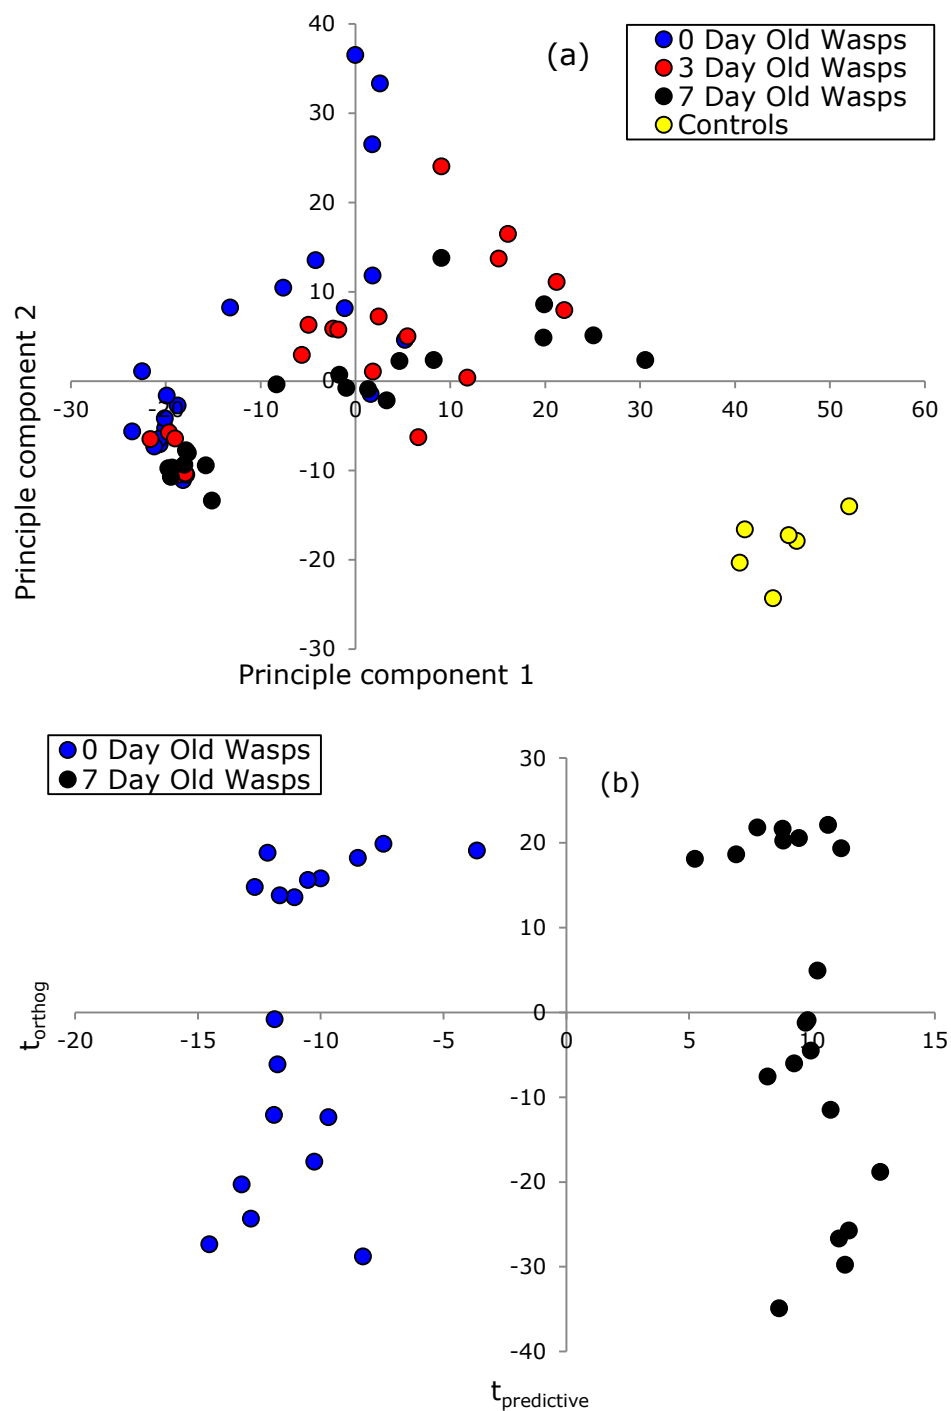 40
(a)
0 Day Old Wasps
3 Day Old Wasps
7 Day Old Wasps
Controls
30
20
10
0
-10
-20
-30
-30
-20
-10
0
10
20
30
40
50
60
Principle component 2
Principle component 1
0 Day Old Wasps
7 Day Old Wasps
(b)
30
20
10
0
-10
-20
-30
-40
-20
-15
-10
-5
0
5
10
15
torthog
tpredictive